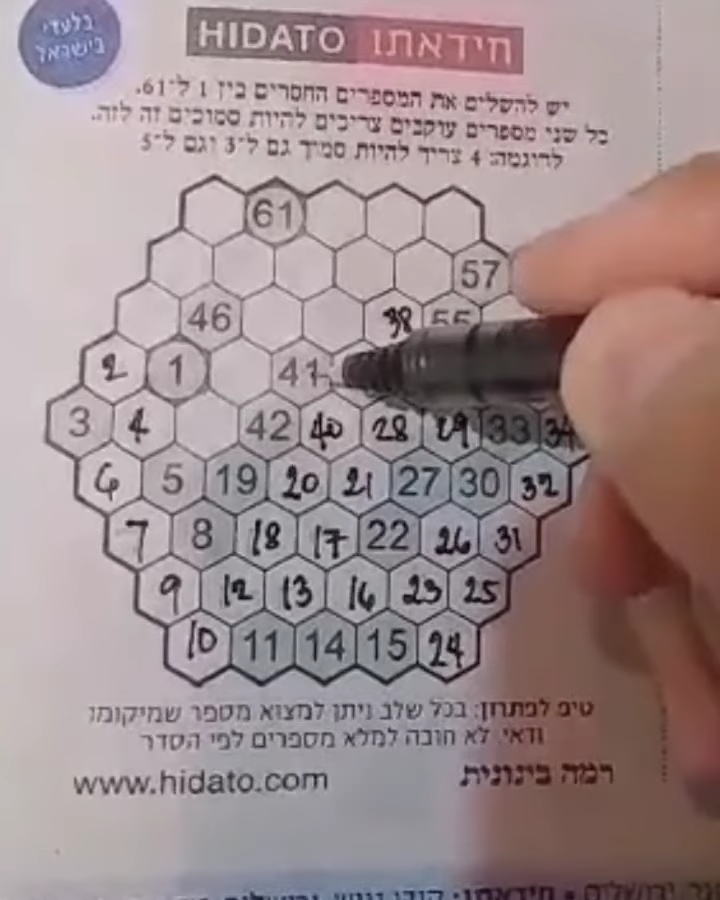 בלעדי
בישראל
חידאתו HIDATO
יש להשלים את המספרים החסרים בין 1 ל־61.
כל שני מספרים עוקבים צריכים להיות סמוכים זה לזה.
לדוגמה: 4 צריך להיות סמוך גם ל־3 וגם ל־5
61
57
46 38 55
2 1 41
3 4 42 40 28 29 33 34
6 5 19 20 21 27 30 32
7 8 18 17 22 26 31
9 12 13 16 23 25
10 11 14 15 24
טיפ לפתרון: בכל שלב ניתן למצוא מספר שמיקומו
ודאי. לא חובה למלא מספרים לפי הסדר
www.hidato.com רמה בינונית